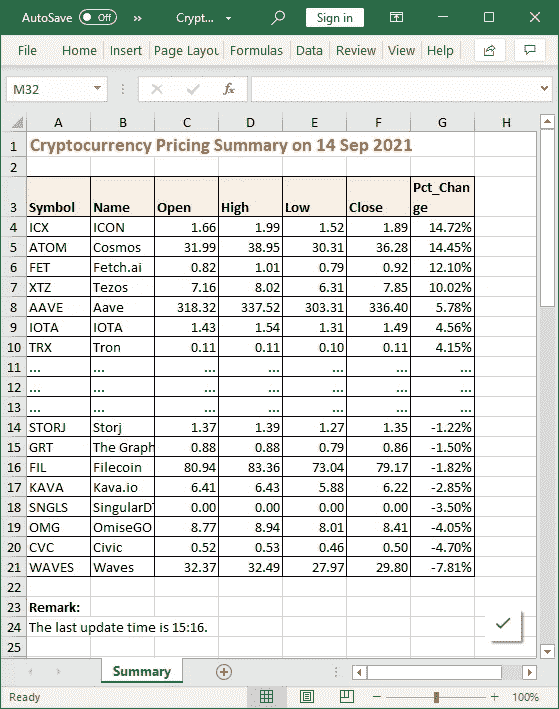 AutoSave Off » Crypt... Sign in
File Home Insert Page Layou Formulas Data Review View Help
M32 fx
A B C D E F G H
1 Cryptocurrency Pricing Summary on 14 Sep 2021
2
Pct_Chan
3 Symbol Name Open High Low Close ge
4 ICX ICON 1.66 1.99 1.52 1.89 14.72%
5 ATOM Cosmos 31.99 38.95 30.31 36.28 14.45%
6 FET Fetch.ai 0.82 1.01 0.79 0.92 12.10%
7 XTZ Tezos 7.16 8.02 6.31 7.85 10.02%
8 AAVE Aave 318.32 337.52 303.31 336.40 5.78%
9 IOTA IOTA 1.43 1.54 1.31 1.49 4.56%
10 TRX Tron 0.11 0.11 0.10 0.11 4.15%
11 ... ... ... ... ... ... ...
12 ... ... ... ... ... ... ...
13 ... ... ... ... ... ... ...
14 STORJ Storj 1.37 1.39 1.27 1.35 -1.22%
15 GRT The Graph 0.88 0.88 0.79 0.86 -1.50%
16 FIL Filecoin 80.94 83.36 73.04 79.17 -1.82%
17 KAVA Kava.io 6.41 6.43 5.88 6.22 -2.85%
18 SNGLS SingularD 0.00 0.00 0.00 0.00 -3.50%
19 OMG OmiseGO 8.77 8.94 8.01 8.41 -4.05%
20 CVC Civic 0.52 0.53 0.46 0.50 -4.70%
21 WAVES Waves 32.37 32.49 27.97 29.80 -7.81%
22
23 Remark:
24 The last update time is 15:16.
25
Summary
Ready 100%